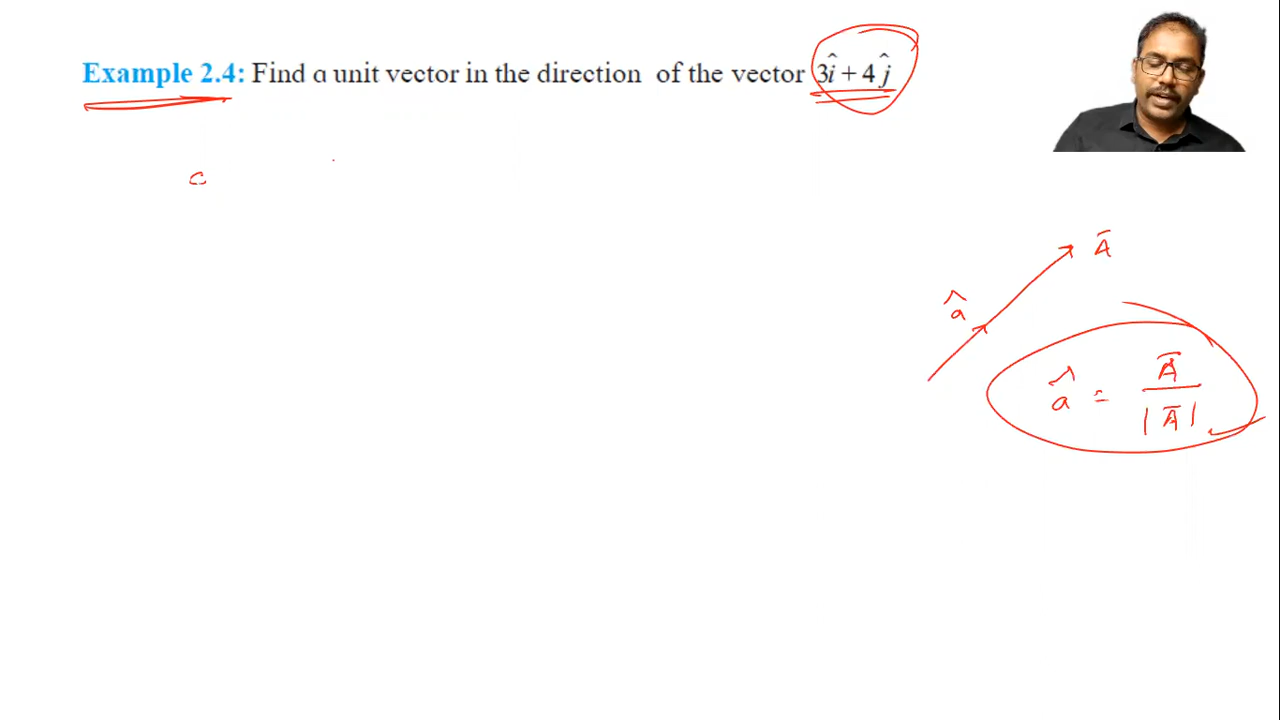 Example 2.4: Find a unit vector in the direction of the vector 3î + 4ĵ
Ā
â
â = Ā / |Ā|